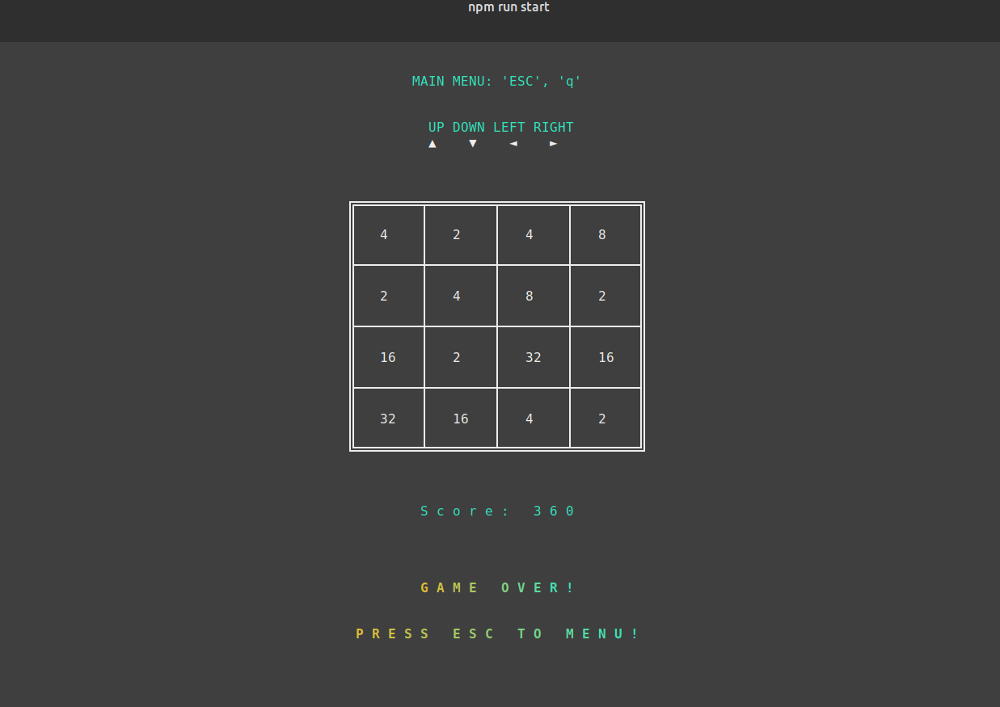 npm run start
MAIN MENU: 'ESC', 'q'
UP DOWN LEFT RIGHT
▲ ▼ ◄ ►
4 2 4 8
2 4 8 2
16 2 32 16
32 16 4 2
Score: 360
GAME OVER!
PRESS ESC TO MENU!